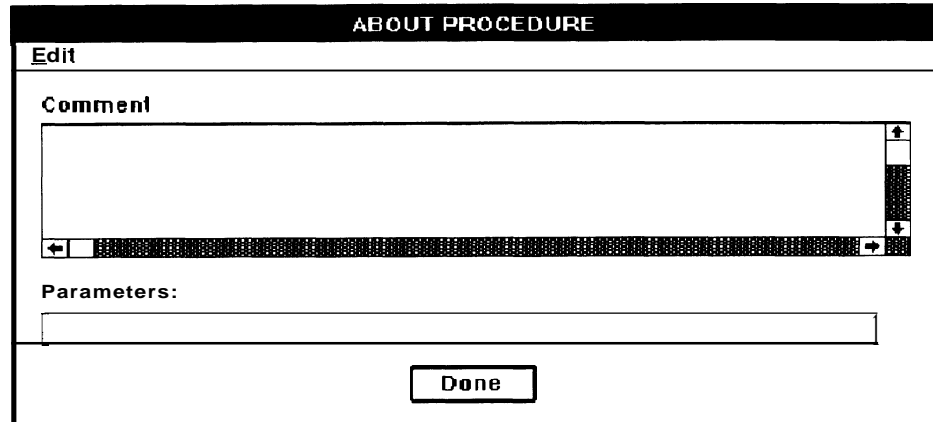 ABOUT PROCEDURE
Edit
Comment
Parameters:
Done